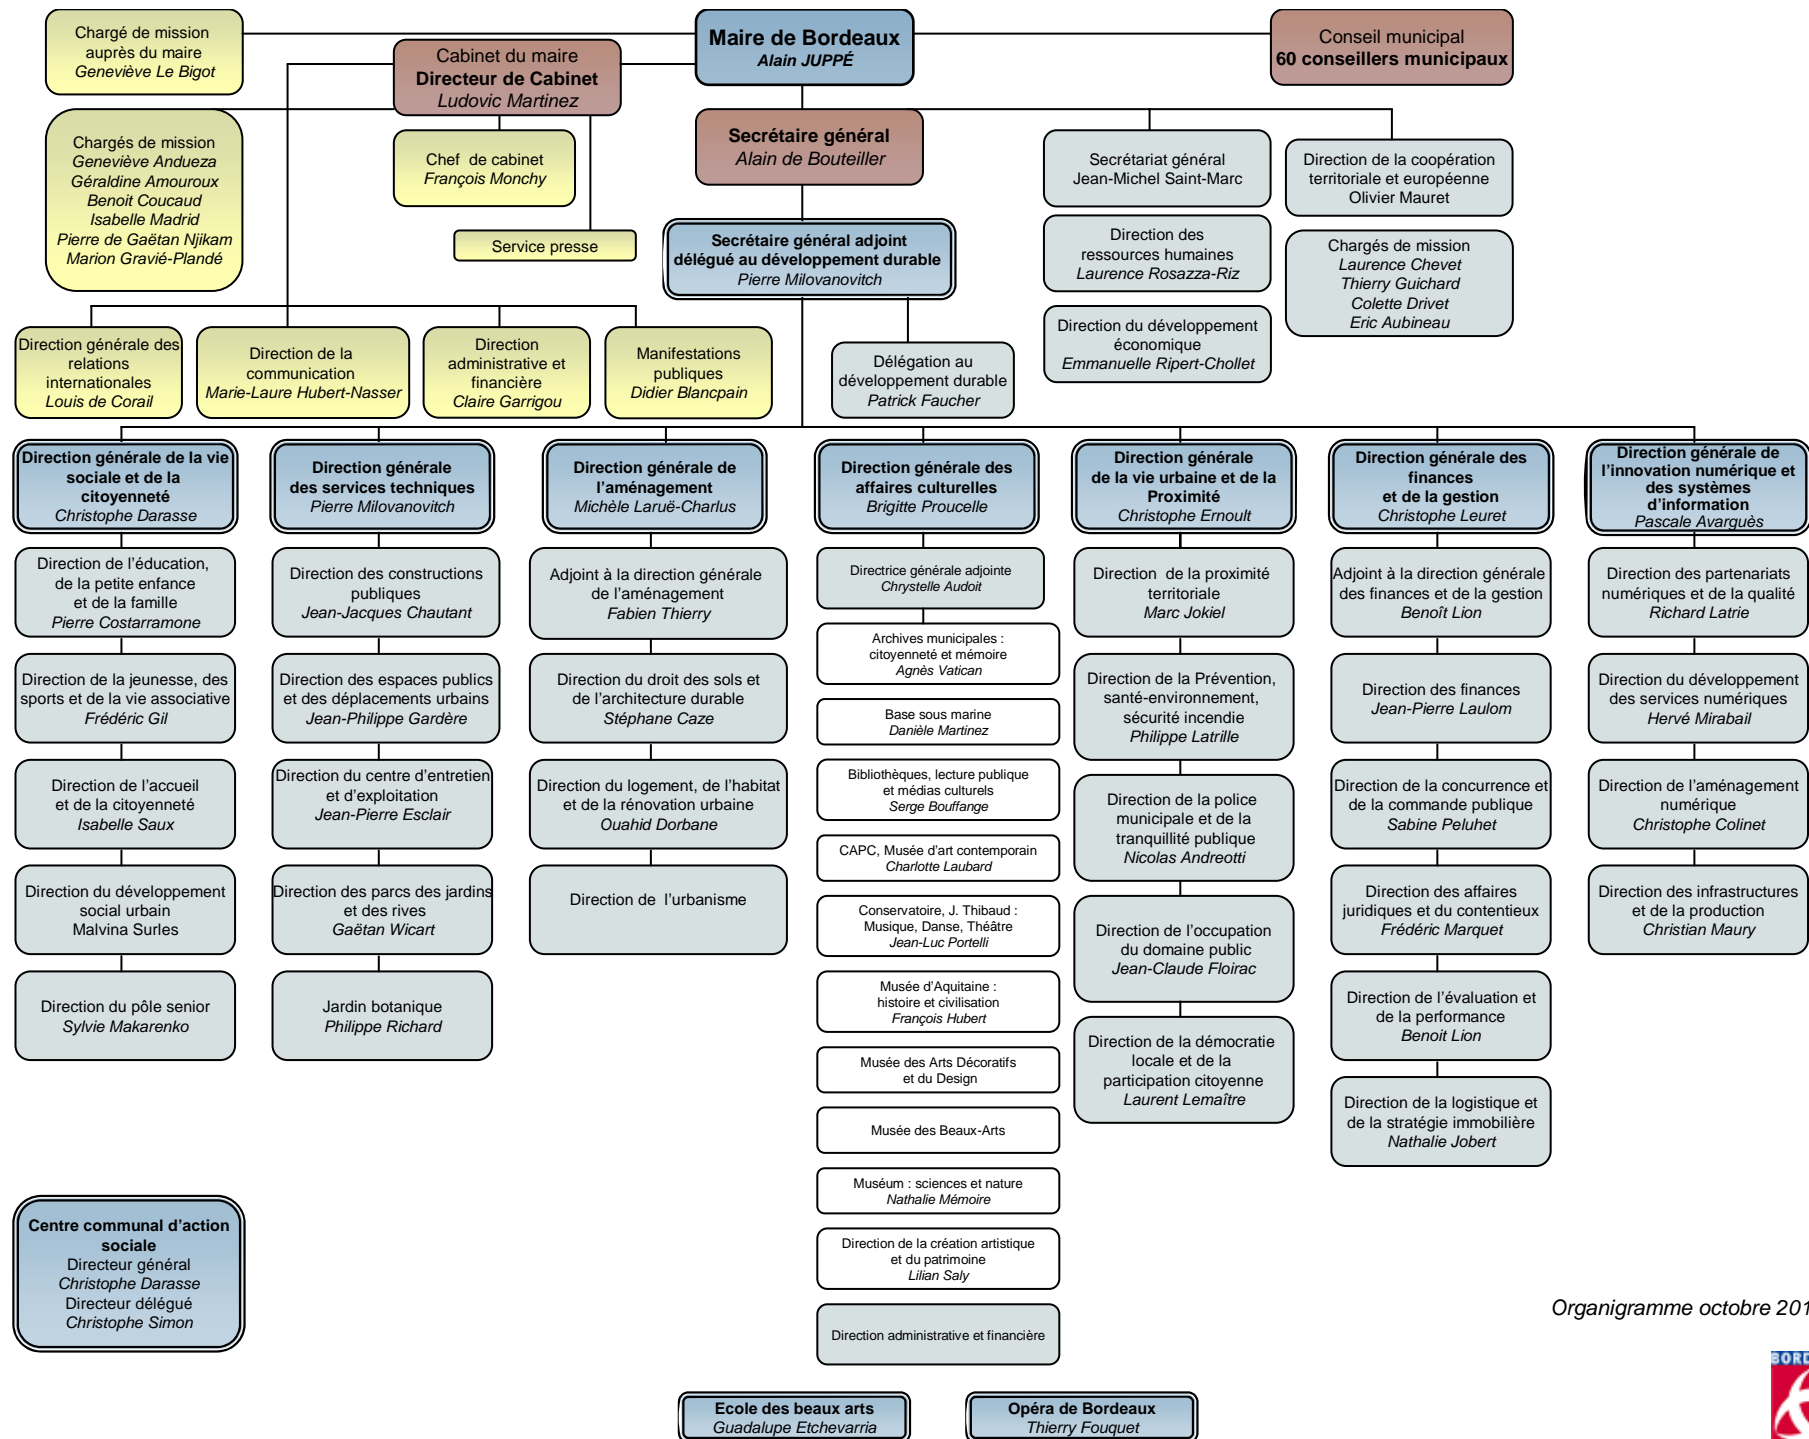 Chargé de mission
auprès du maire
Geneviève Le Bigot
Cabinet du maire
Directeur de Cabinet
Ludovic Martinez
Maire de Bordeaux
Alain JUPPÉ
Conseil municipal
60 conseillers municipaux
Chargés de mission
Geneviève Andueza
Géraldine Amouroux
Benoit Coucaud
Isabelle Madrid
Pierre de Gaëtan Njikam
Marion Gravié-Plandé
Chef de cabinet
François Monchy
Service presse
Secrétaire général
Alain de Bouteiller
Secrétaire général adjoint
délégué au développement durable
Pierre Milovanovitch
Secrétariat général
Jean-Michel Saint-Marc
Direction de la coopération
territoriale et européenne
Olivier Mauret
Direction des
ressources humaines
Laurence Rosazza-Riz
Chargés de mission
Laurence Chevet
Thierry Guichard
Colette Drivet
Eric Aubineau
Direction du développement
économique
Emmanuelle Ripert-Chollet
Direction générale des
relations
internationales
Louis de Corail
Direction de la
communication
Marie-Laure Hubert-Nasser
Direction
administrative et
financière
Claire Garrigou
Manifestations
publiques
Didier Blancpain
Délégation au
développement durable
Patrick Faucher
Direction générale de la vie
sociale et de la
citoyenneté
Christophe Darasse
Direction de l'éducation,
de la petite enfance
et de la famille
Pierre Costarramone
Direction de la jeunesse, des
sports et de la vie associative
Frédéric Gil
Direction de l'accueil
et de la citoyenneté
Isabelle Saux
Direction du développement
social urbain
Malvina Surles
Direction du pôle senior
Sylvie Makarenko
Direction générale
des services techniques
Pierre Milovanovitch
Direction des constructions
publiques
Jean-Jacques Chautant
Direction des espaces publics
et des déplacements urbains
Jean-Philippe Gardère
Direction du centre d'entretien
et d'exploitation
Jean-Pierre Esclair
Direction des parcs des jardins
et des rives
Gaëtan Wicart
Jardin botanique
Philippe Richard
Direction générale de
l'aménagement
Michèle Laruë-Charlus
Adjoint à la direction générale
de l'aménagement
Fabien Thierry
Direction du droit des sols et
de l'architecture durable
Stéphane Caze
Direction du logement, de l'habitat
et de la rénovation urbaine
Ouahid Dorbane
Direction de l'urbanisme
Direction générale des
affaires culturelles
Brigitte Proucelle
Directrice générale adjointe
Chrystelle Audoit
Archives municipales :
citoyenneté et mémoire
Agnès Vatican
Base sous marine
Danièle Martinez
Bibliothèques, lecture publique
et médias culturels
Serge Bouffange
CAPC, Musée d'art contemporain
Charlotte Laubard
Conservatoire, J. Thibaud :
Musique, Danse, Théâtre
Jean-Luc Portelli
Musée d'Aquitaine :
histoire et civilisation
François Hubert
Musée des Arts Décoratifs
et du Design
Musée des Beaux-Arts
Muséum : sciences et nature
Nathalie Mémoire
Direction de la création artistique
et du patrimoine
Lilian Saly
Direction administrative et financière
Direction générale
de la vie urbaine et de la
Proximité
Christophe Ernoult
Direction de la proximité
territoriale
Marc Jokiel
Direction de la Prévention,
santé-environnement,
sécurité incendie
Philippe Latrille
Direction de la police
municipale et de la
tranquillité publique
Nicolas Andreotti
Direction de l'occupation
du domaine public
Jean-Claude Floirac
Direction de la démocratie
locale et de la
participation citoyenne
Laurent Lemaître
Direction générale des
finances
et de la gestion
Christophe Leuret
Adjoint à la direction générale
des finances et de la gestion
Benoît Lion
Direction des finances
Jean-Pierre Laulom
Direction de la concurrence et
de la commande publique
Sabine Peluhet
Direction des affaires
juridiques et du contentieux
Frédéric Marquet
Direction de l'évaluation et
de la performance
Benoit Lion
Direction de la logistique et
de la stratégie immobilière
Nathalie Jobert
Direction générale de
l'innovation numérique et
des systèmes
d'information
Pascale Avarguès
Direction des partenariats
numériques et de la qualité
Richard Latrie
Direction du développement
des services numériques
Hervé Mirabail
Direction de l'aménagement
numérique
Christophe Colinet
Direction des infrastructures
et de la production
Christian Maury
Centre communal d'action
sociale
Directeur général
Christophe Darasse
Directeur délégué
Christophe Simon
Organigramme octobre 201
Ecole des beaux arts
Guadalupe Etchevarria
Opéra de Bordeaux
Thierry Fouquet